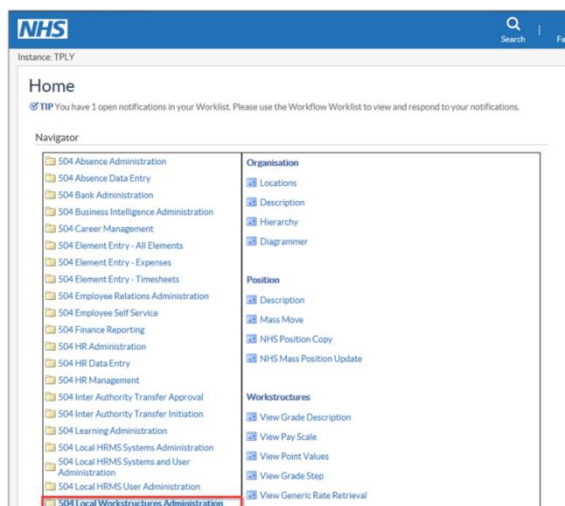 NHS
Search
Instance: TPLY
Home
TIP You have 1 open notifications in your Worklist. Please use the Workflow Worklist to view and respond to your notifications.
Navigator
504 Absence Administration
504 Absence Data Entry
504 Bank Administration
504 Business Intelligence Administration
504 Career Management
504 Element Entry - All Elements
504 Element Entry - Expenses
504 Element Entry - Timesheets
504 Employee Relations Administration
504 Employee Self Service
504 Finance Reporting
504 HR Administration
504 HR Data Entry
504 HR Management
504 Inter Authority Transfer Approval
504 Inter Authority Transfer Initiation
504 Learning Administration
504 Local HRMS Systems Administration
504 Local HRMS Systems and User
Administration
504 Local HRMS User Administration
504 Local Workstructures Administration
Organisation
Locations
Description
Hierarchy
Diagrammer
Position
Description
Mass Move
NHS Position Copy
NHS Mass Position Update
Workstructures
View Grade Description
View Pay Scale
View Point Values
View Grade Step
View Generic Rate Retrieval